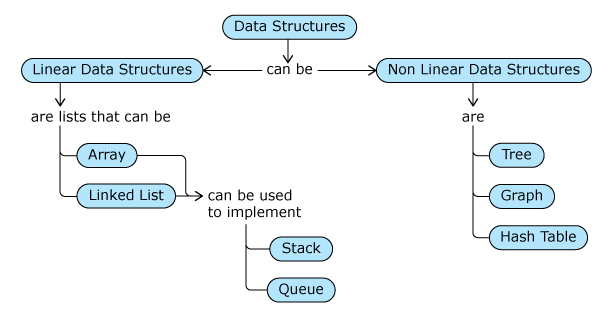 Data Structures
Linear Data Structures
can be
Non Linear Data Structures
are lists that can be
are
Array
Tree
Linked List
can be used
to implement
Graph
Hash Table
Stack
Queue